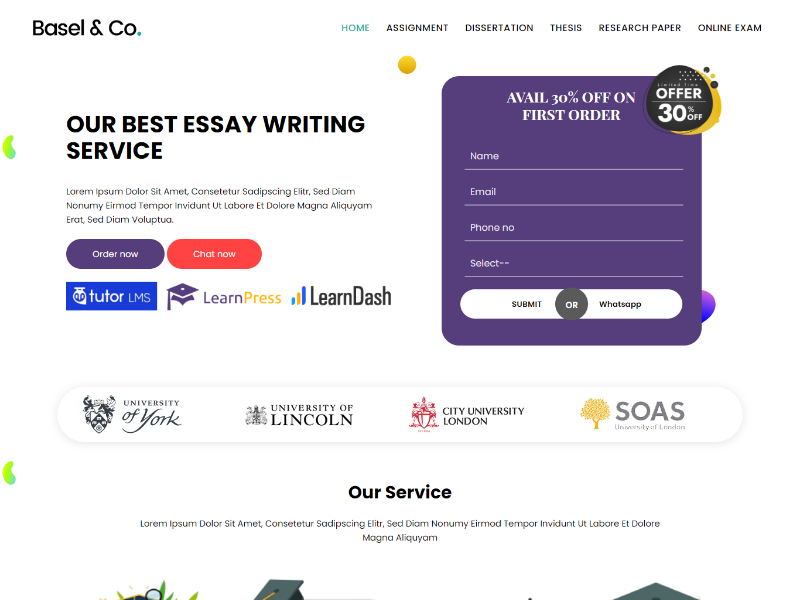 Basel & Co.
HOME
ASSIGNMENT
DISSERTATION
THESIS
RESEARCH PAPER
ONLINE EXAM
OUR BEST ESSAY WRITING
SERVICE
Lorem Ipsum Dolor Sit Amet, Consetetur Sadipscing Elitr, Sed Diam
Nonumy Eirmod Tempor Invidunt Ut Labore Et Dolore Magna Aliquyam
Erat, Sed Diam Voluptua.
Order now
Chat now
tutor LMS
LearnPress
LearnDash
AVAIL 30% OFF ON
FIRST ORDER
Limited Time
OFFER
30% OFF
Name
Email
Phone no
Select--
SUBMIT
OR
Whatsapp
UNIVERSITY
of York
UNIVERSITY OF
LINCOLN
CITY UNIVERSITY
LONDON
SOAS
University of London
Our Service
Lorem Ipsum Dolor Sit Amet, Consetetur Sadipscing Elitr, Sed Diam Nonumy Eirmod Tempor Invidunt Ut Labore Et Dolore
Magna Aliquyam